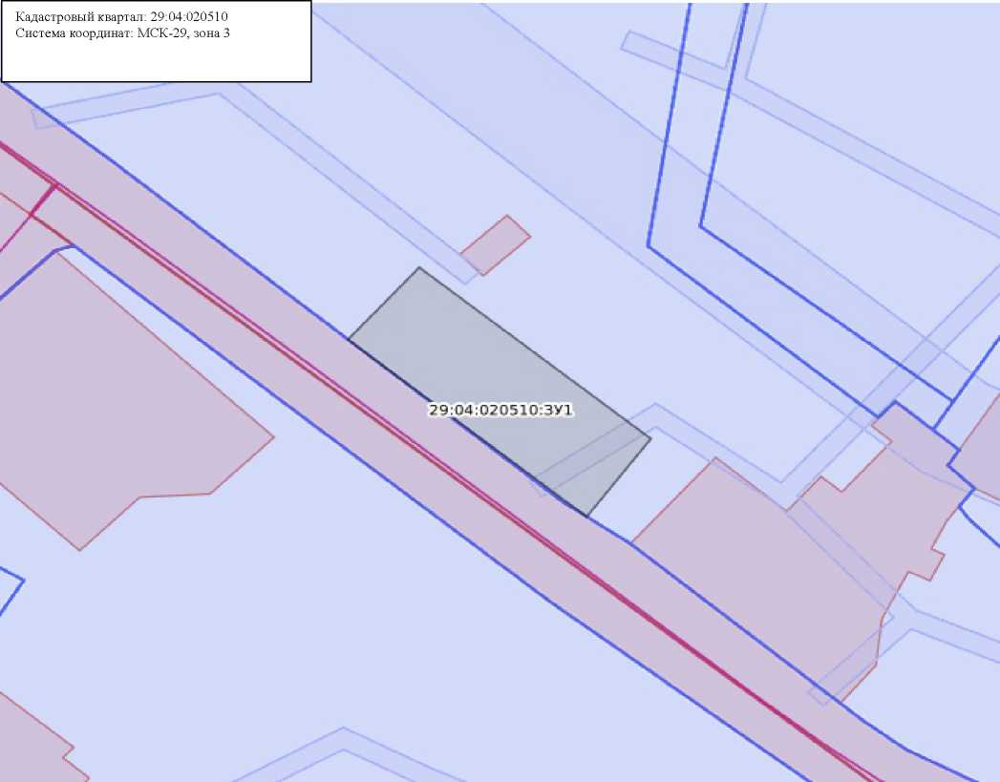 Кадастровый квартал: 29:04:020510
Система координат: МСК-29, зона 3
29:04:020510:ЗУ1